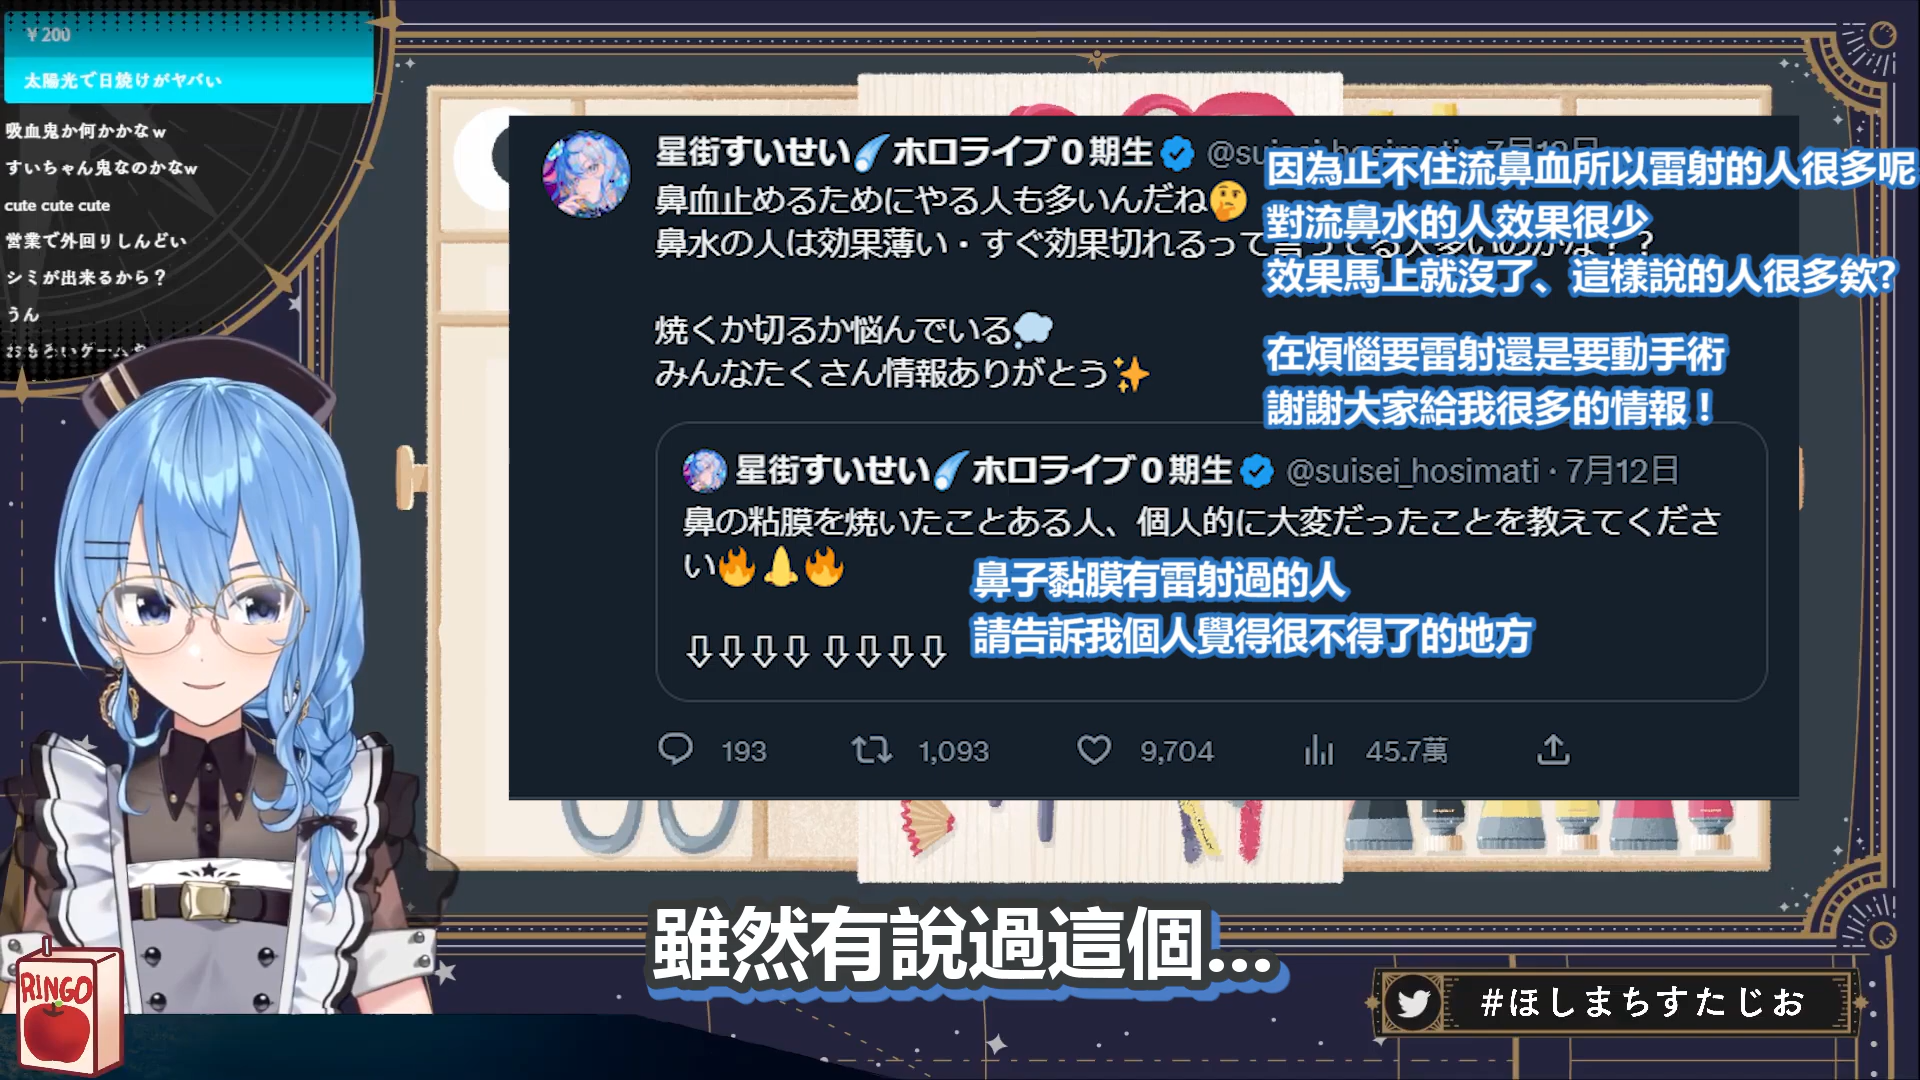 ¥200
太陽光で日焼けがヤバい
吸血鬼か何かかなw
すいちゃん鬼なのかなw
cute cute cute
営業で外回りしんどい
シミが出来るから？
うん
星街すいせい☄️ホロライブ0期生
鼻血止めるためにやる人も多いんだね🤔
鼻水の人は効果薄い・すぐ効果切れるって言ってる人多いのかな？？
焼くか切るか悩んでいる💭
みんなたくさん情報ありがとう✨
因為止不住流鼻血所以雷射的人很多呢
對流鼻水的人效果很少
效果馬上就沒了、這樣說的人很多欸?
在煩惱要雷射還是要動手術
謝謝大家給我很多的情報！
星街すいせい☄️ホロライブ0期生 @suisei_hosimati · 7月12日
鼻の粘膜を焼いたことある人、個人的に大変だったことを教えてくださ
い🔥👃🔥
⇩⇩⇩⇩ ⇩⇩⇩⇩
鼻子黏膜有雷射過的人
請告訴我個人覺得很不得了的地方
193 1,093 9,704 45.7萬
雖然有說過這個...
RINGO
#ほしまちすたじお